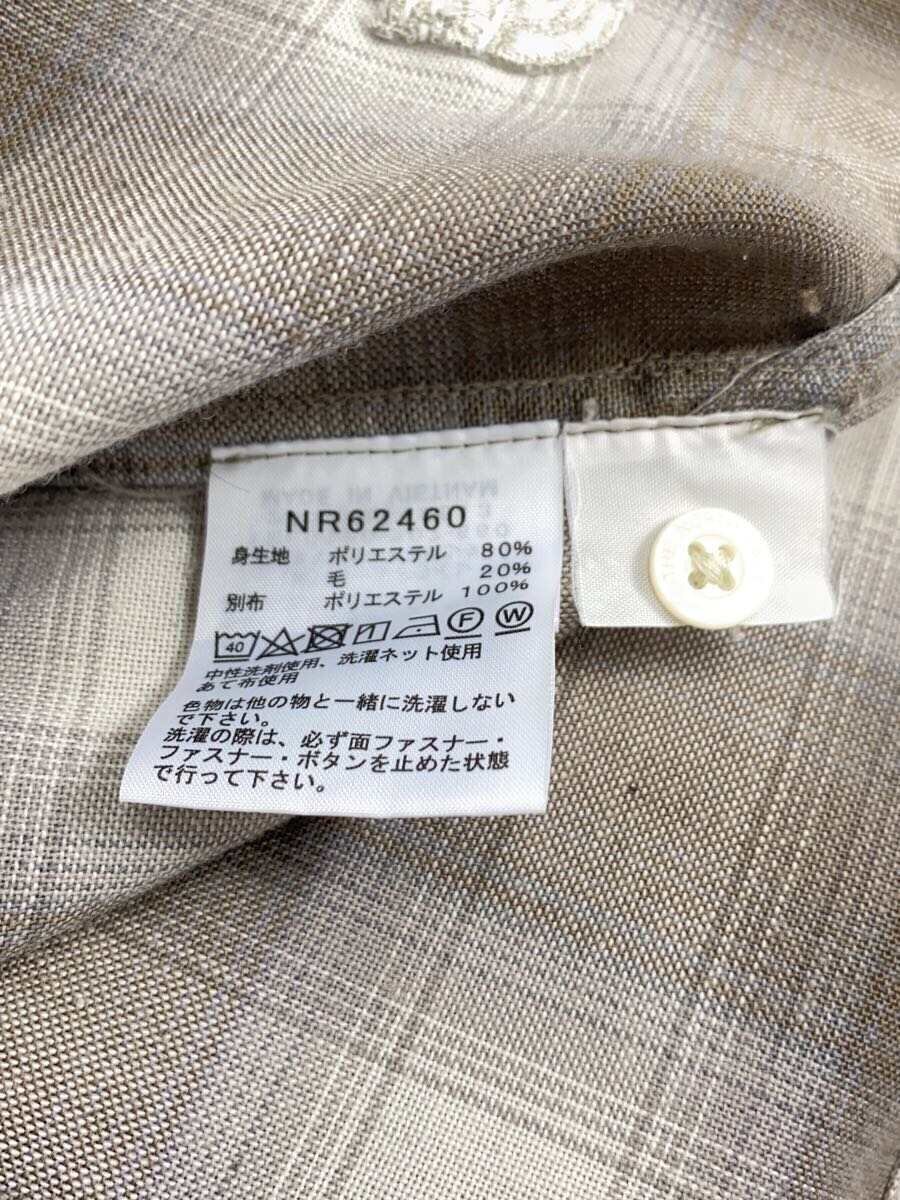 NR62460
身生地 ポリエステル 80%
毛 20%
別布 ポリエステル 100%
40 F W
中性洗剤使用、洗濯ネット使用
あて布使用
色物は他の物と一緒に洗濯しない
で下さい。
洗濯の際は、必ず面ファスナー・
ファスナー・ボタンを止めた状態
で行って下さい。
MADE IN VIETNAM